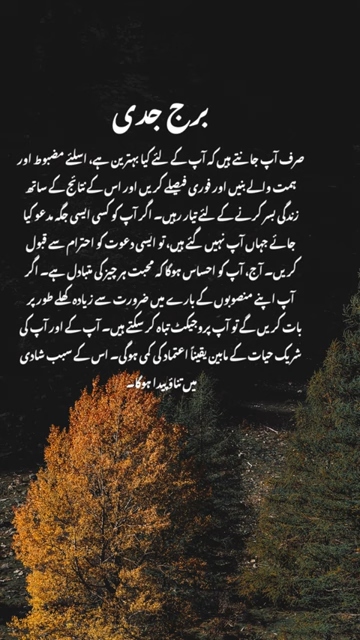 برج جدی
صرف آپ جانتے ہیں کہ آپ کے لئے کیا بہترین ہے، اسلئے مضبوط اور
ہمت والے بنیں اور فوری فیصلے کریں اور اس کے نتائج کے ساتھ
زندگی بسر کرنے کے لئے تیار رہیں۔ اگر آپ کو کسی ایسی جگہ مدعو کیا
جائے جہاں آپ نہیں گئے ہیں، تو ایسی دعوت کو احترام سے قبول
کریں۔ آج، آپ کو احساس ہوگا کہ محبت ہر چیز کی متبادل ہے۔ اگر
آپ اپنے منصوبوں کے بارے میں ضرورت سے زیادہ کھلے طور پر
بات کریں گے تو آپ پروجیکٹ تباہ کر سکتے ہیں۔ آپ کے اور آپ کی
شریک حیات کے مابین یقیناً اعتماد کی کمی ہوگی۔ اس کے سبب شادی
میں تناؤ پیدا ہوگا۔